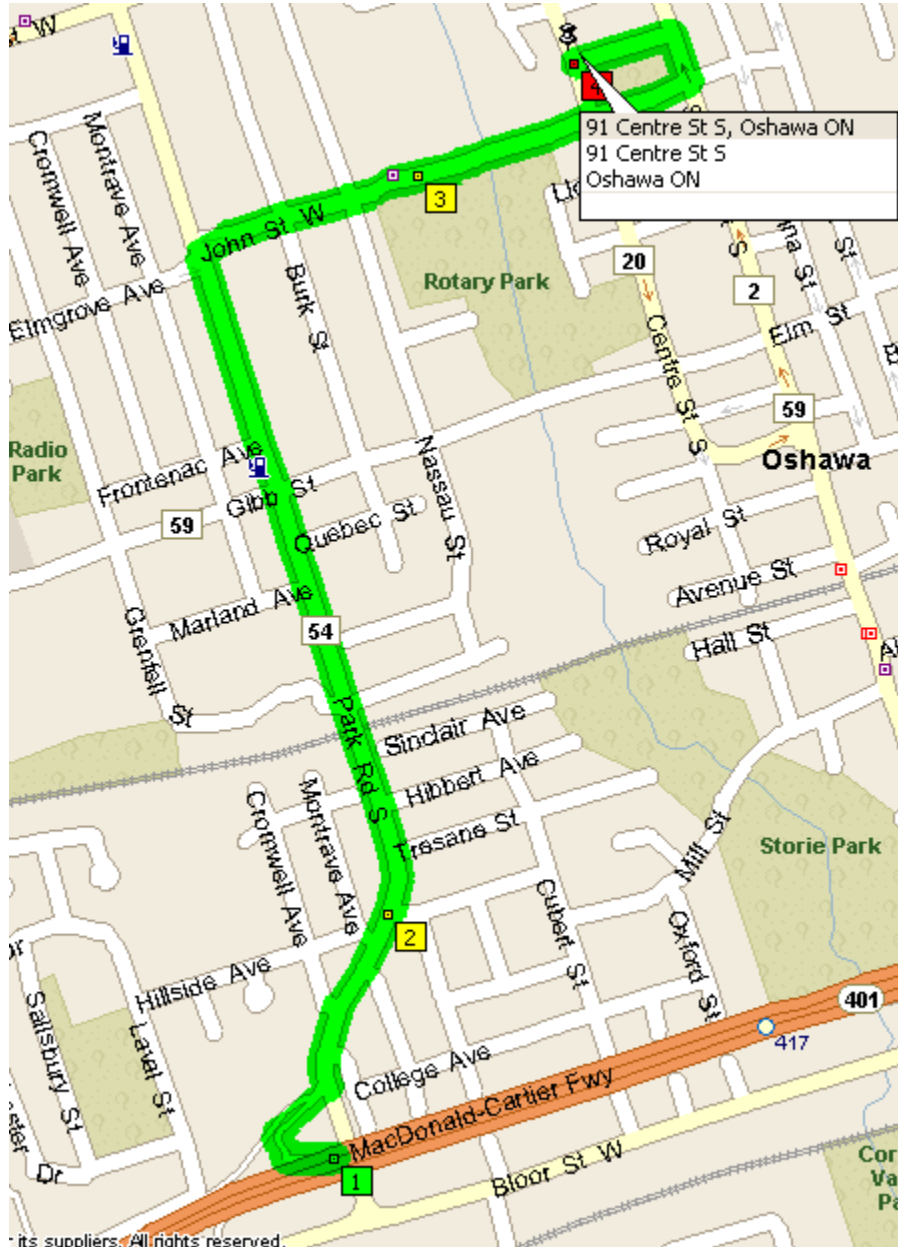 a W
4
91 Centre St S, Oshawa ON
91 Centre St S
Oshawa ON
Cromwell Ave
Montrave Ave
3
John St W
Elmgrove Ave
Burk St
Rotary Park
20
2
St S
Centre St S
Elm St
59
Oshawa
Radio
Park
Frontenac Ave
Gibb St
59
Quebec St
Nassau St
Royal St
Avenue St
Hall St
Marland Ave
54
Grenfell St
Park Rd S
Sinclair Ave
Hibbert Ave
Fresane St
Cromwell Ave
Montrave Ave
Mill St
Storie Park
2
Cubert St
Oxford St
Hillside Ave
Salisbury St
Laval St
401
417
College Ave
MacDonald-Cartier Fwy
1
Bloor St W
Dr
r its suppliers. All rights reserved.